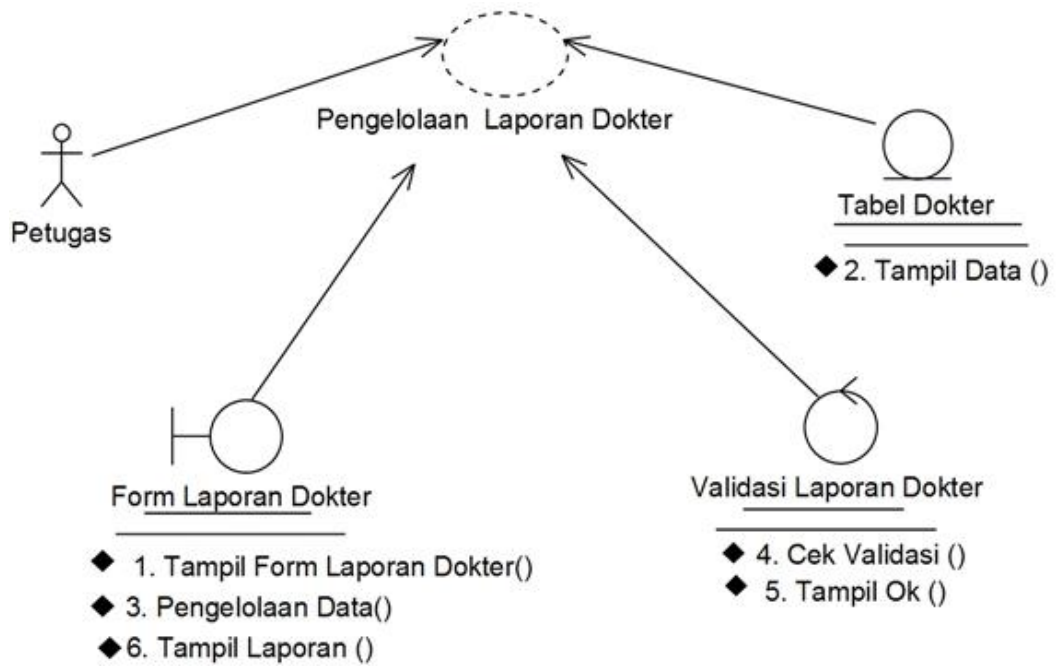 Pengelolaan Laporan Dokter
Petugas
Tabel Dokter
2. Tampil Data ()
Form Laporan Dokter
1. Tampil Form Laporan Dokter()
3. Pengelolaan Data()
6. Tampil Laporan ()
Validasi Laporan Dokter
4. Cek Validasi ()
5. Tampil Ok ()